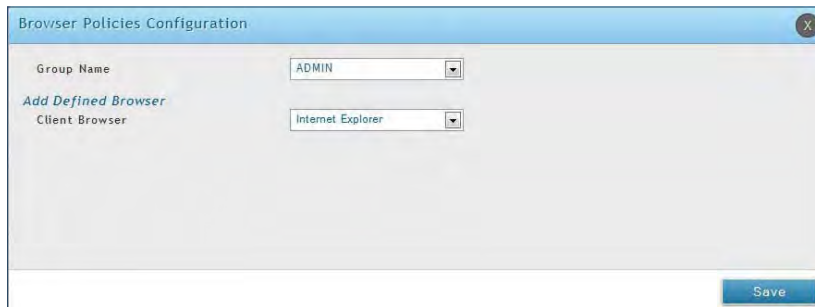 Browser Policies Configuration
X
Group Name ADMIN
Add Defined Browser
Client Browser Internet Explorer
Save